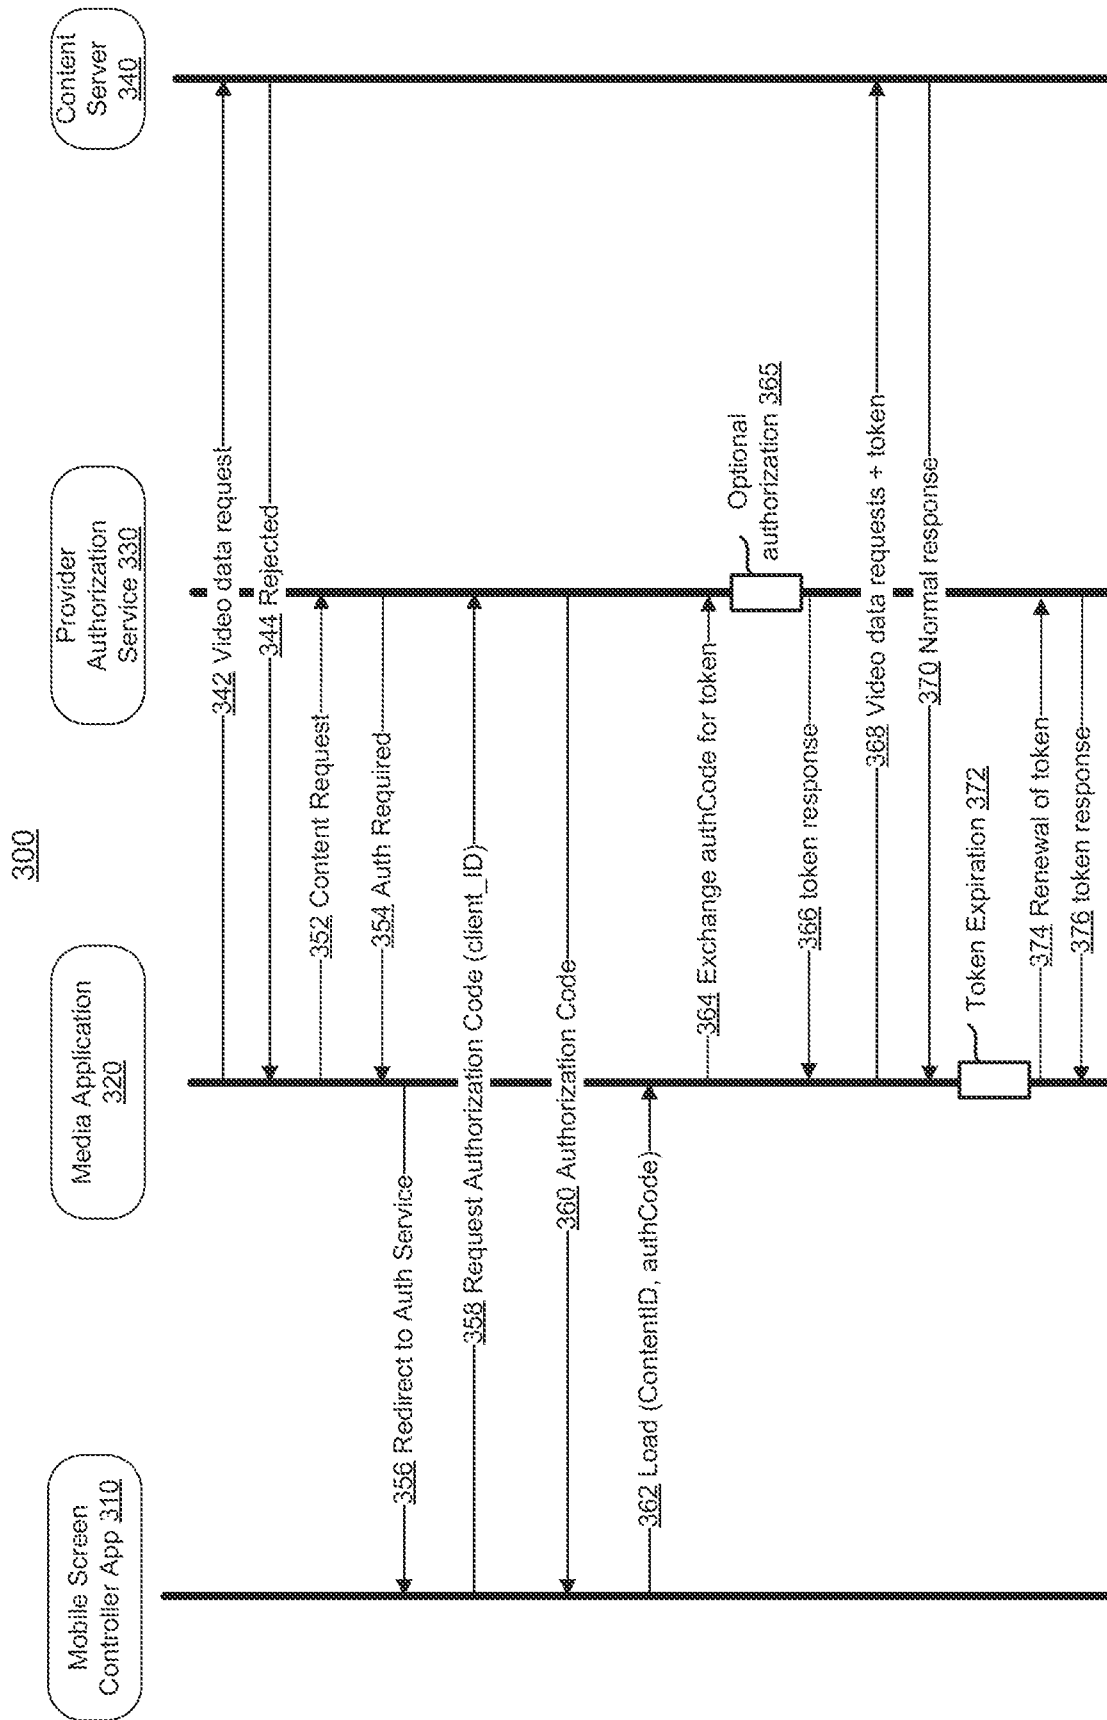 300
Mobile Screen
Controller App 310
Media Application
320
Provider
Authorization
Service 330
Content
Server
340
342 Video data request
344 Rejected
352 Content Request
354 Auth Required
356 Redirect to Auth Service
358 Request Authorization Code (client_ID)
360 Authorization Code
362 Load (ContentID, authCode)
364 Exchange authCode for token
Optional
authorization 365
366 token response
368 Video data requests + token
370 Normal response
Token Expiration 372
374 Renewal of token
376 token response